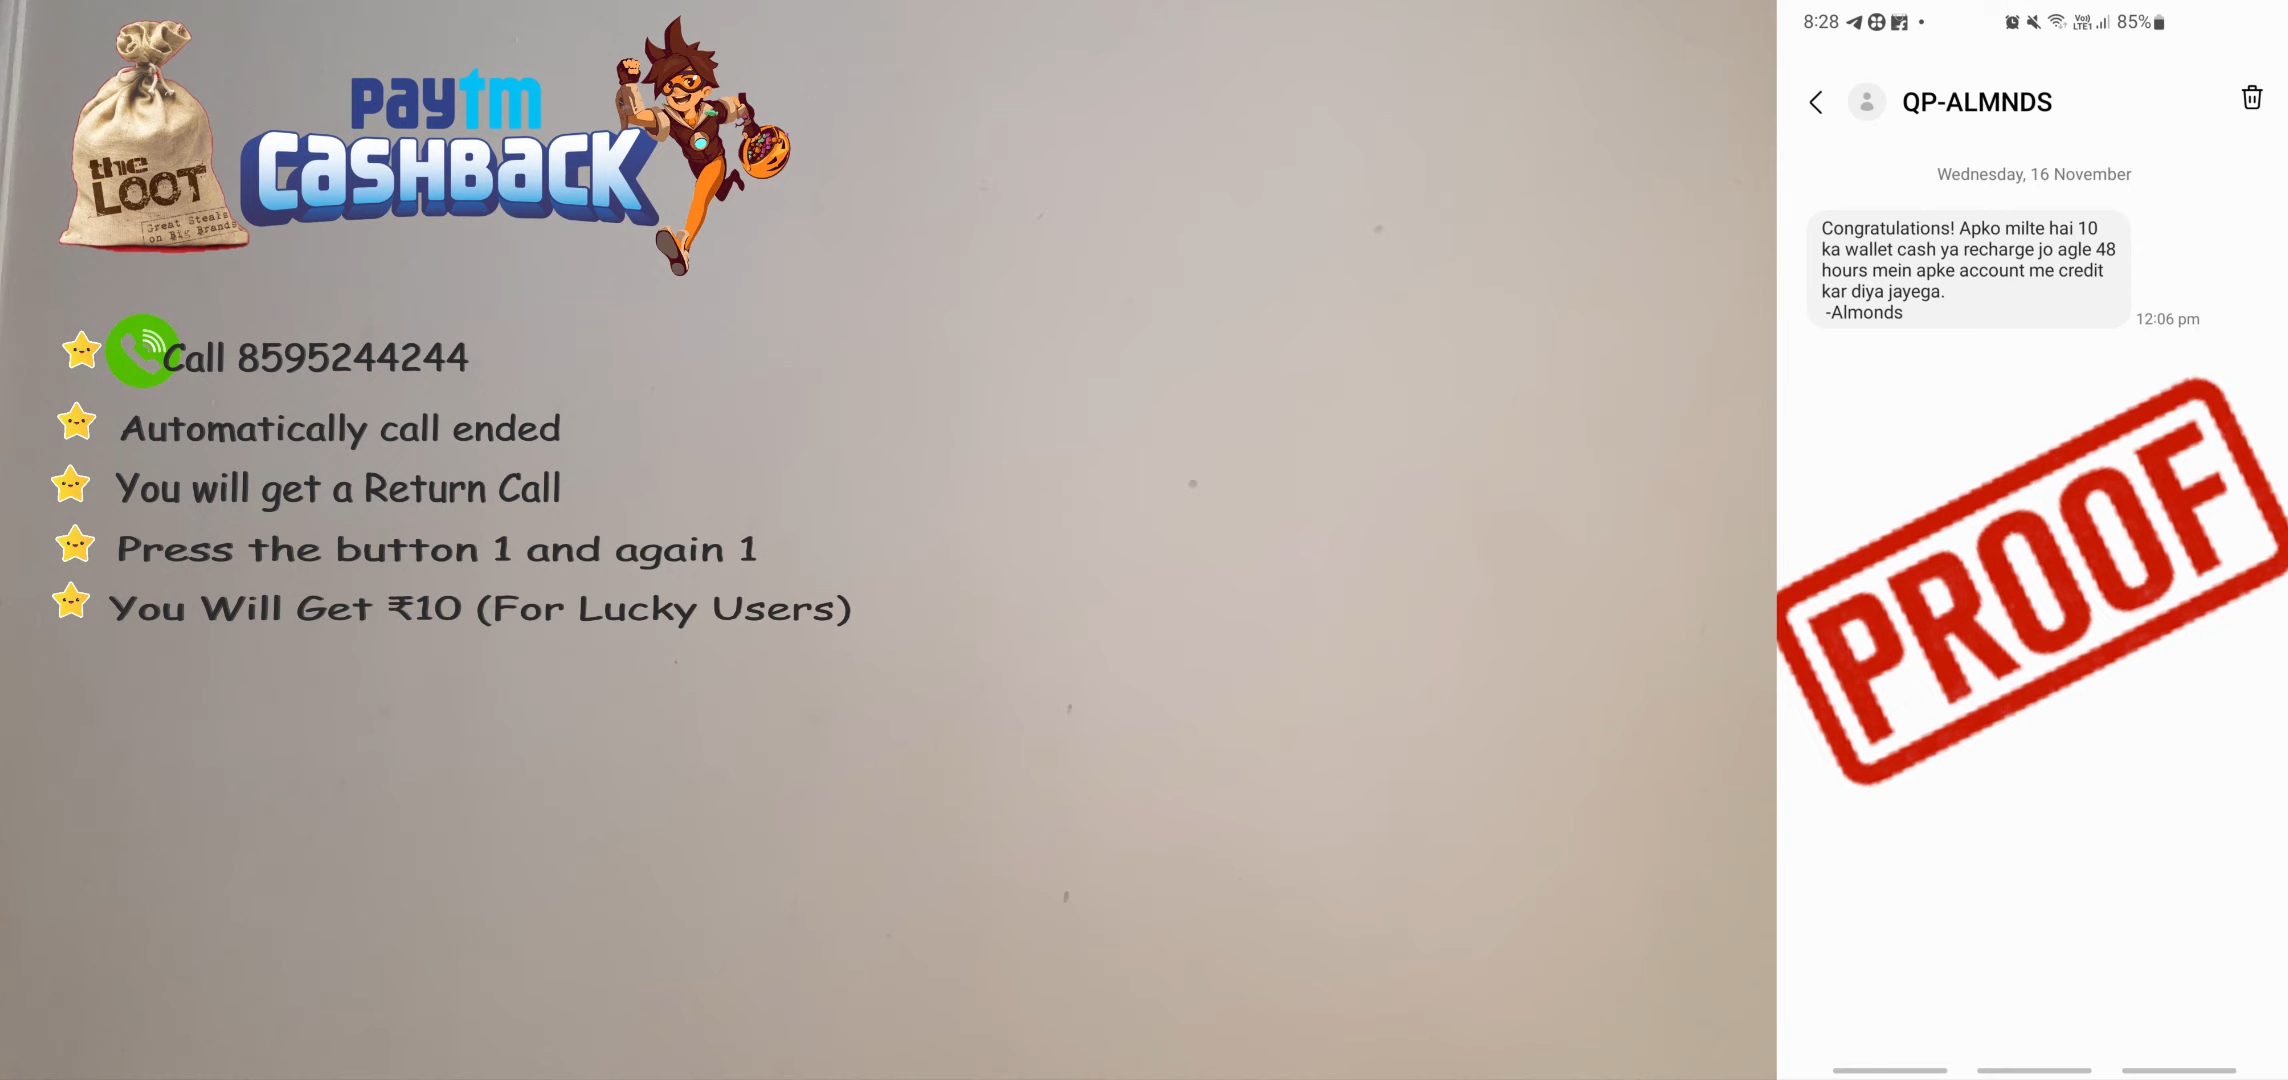 the
LOOT
Great Steals
on Big Brands
paytm
CASHBACK
Call 8595244244
Automatically call ended
You will get a Return Call
Press the button 1 and again 1
You Will Get ₹10 (For Lucky Users)
8:28
Vo)
LTE1
85%
QP-ALMNDS
Wednesday, 16 November
Congratulations! Apko milte hai 10
ka wallet cash ya recharge jo agle 48
hours mein apke account me credit
kar diya jayega.
-Almonds
12:06 pm
PROOF